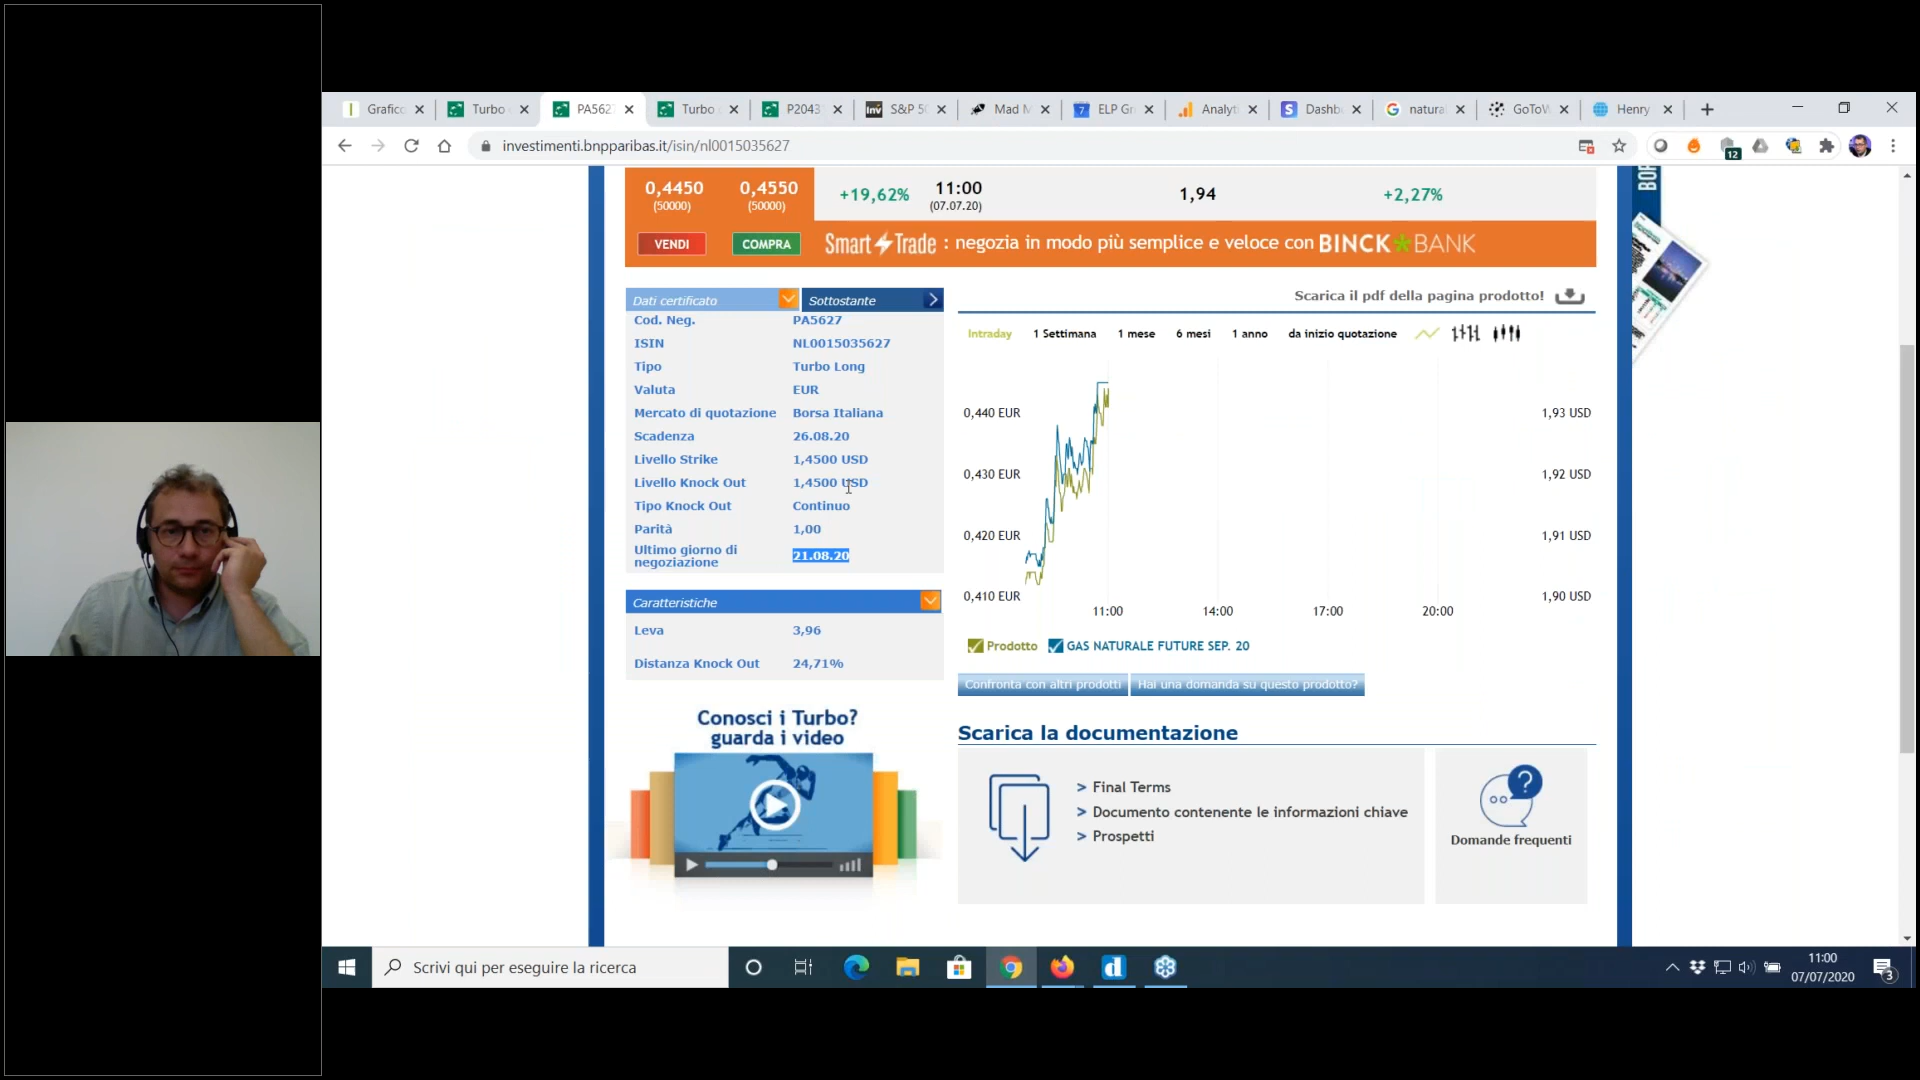 Grafico
Turbo
PA562
Turbo
P2043
S&P 50
Mad M
ELP Gr
Analyt
Dashb
natura
GoToW
Henry
investimenti.bnpparibas.it/isin/nl0015035627
12
0,4450
(50000)
0,4550
(50000)
+19,62%
11:00
(07.07.20)
1,94
+2,27%
VENDI
COMPRA
Smart Trade : negozia in modo più semplice e veloce con BINCK BANK
BOR
Dati certificato
Sottostante
Cod. Neg. PA5627
ISIN NL0015035627
Tipo Turbo Long
Valuta EUR
Mercato di quotazione Borsa Italiana
Scadenza 26.08.20
Livello Strike 1,4500 USD
Livello Knock Out 1,4500 USD
Tipo Knock Out Continuo
Parità 1,00
Ultimo giorno di
negoziazione 21.08.20
Caratteristiche
Leva 3,96
Distanza Knock Out 24,71%
Conosci i Turbo?
guarda i video
Scarica il pdf della pagina prodotto!
Intraday 1 Settimana 1 mese 6 mesi 1 anno da inizio quotazione
0,440 EUR 1,93 USD
0,430 EUR 1,92 USD
0,420 EUR 1,91 USD
0,410 EUR 1,90 USD
11:00 14:00 17:00 20:00
Prodotto GAS NATURALE FUTURE SEP. 20
Confronta con altri prodotti
Hai una domanda su questo prodotto?
Scarica la documentazione
> Final Terms
> Documento contenente le informazioni chiave
> Prospetti
Domande frequenti
Scrivi qui per eseguire la ricerca
11:00
07/07/2020
3